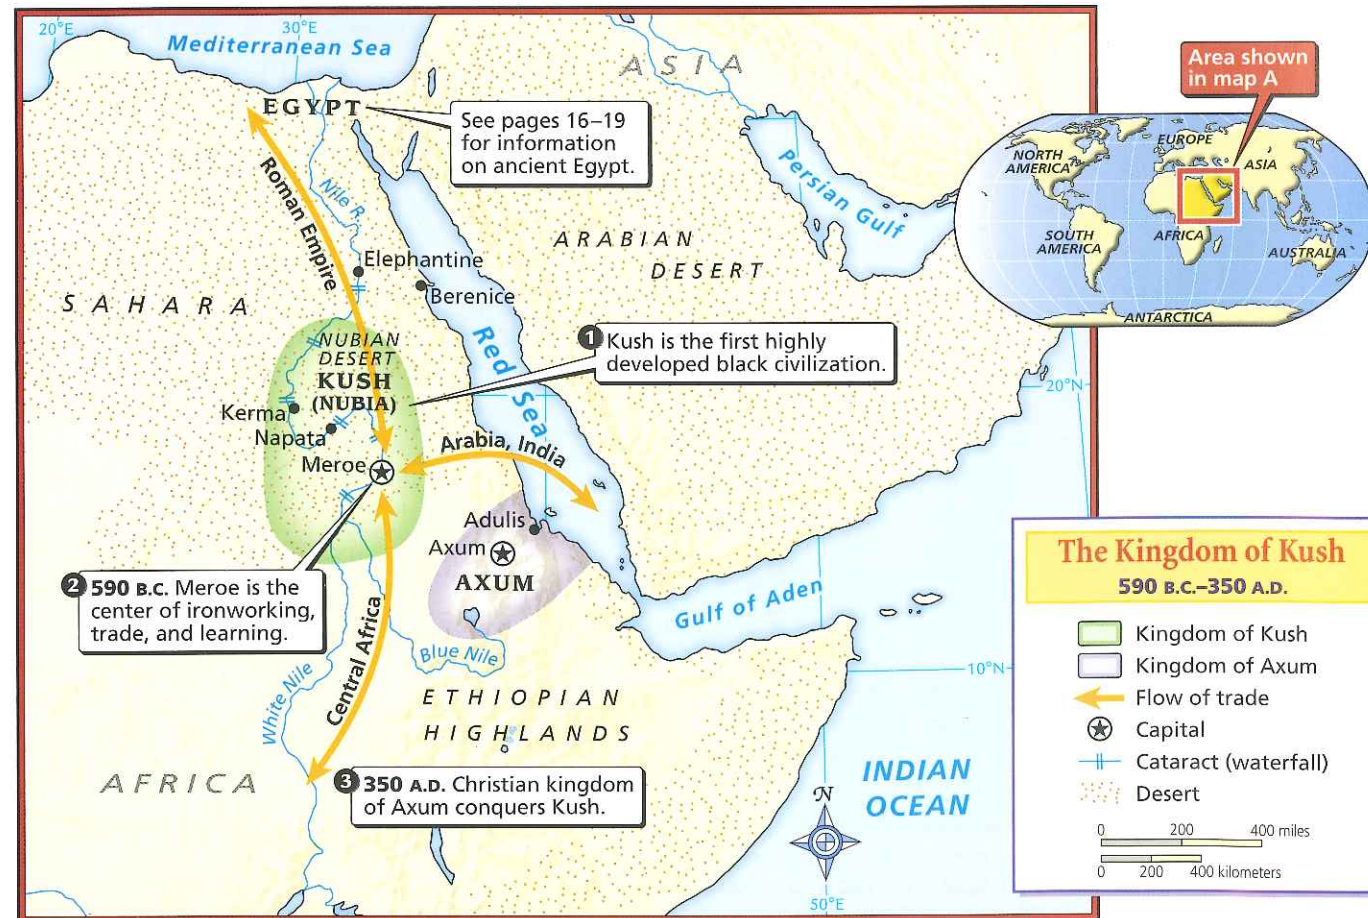 20°E
30°E
Mediterranean Sea
ASIA
EGYPT
See pages 16–19
for information
on ancient Egypt.
Nile R.
Roman Empire
Persian Gulf
ARABIAN
DESERT
Elephantine
Berenice
SAHARA
Red Sea
❶ Kush is the first highly
developed black civilization.
NUBIAN
DESERT
KUSH
(NUBIA)
Kerma
Napata
Meroe
Arabia, India
20°N
Adulis
Axum
AXUM
❷ 590 B.C. Meroe is the
center of ironworking,
trade, and learning.
Gulf of Aden
Blue Nile
White Nile
Central Africa
10°N
ETHIOPIAN
HIGHLANDS
AFRICA
❸ 350 A.D. Christian kingdom
of Axum conquers Kush.
INDIAN
OCEAN
N
50°E
Area shown
in map A
NORTH
AMERICA
EUROPE
ASIA
SOUTH
AMERICA
AFRICA
AUSTRALIA
ANTARCTICA
The Kingdom of Kush
590 B.C.–350 A.D.
Kingdom of Kush
Kingdom of Axum
Flow of trade
Capital
Cataract (waterfall)
Desert
0 200 400 miles
0 200 400 kilometers